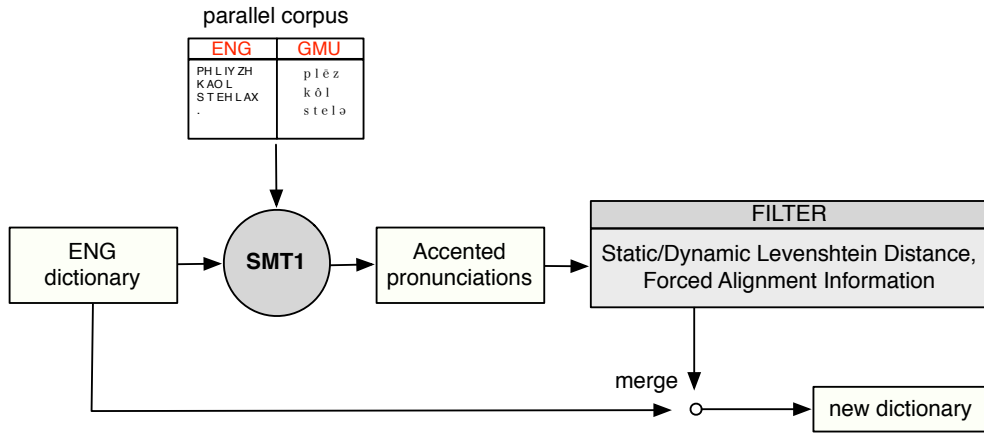 parallel corpus
ENG GMU
PH L IY ZH p l ē z
K AO L k ô l
S T EH L AX s t e l ə
.
FILTER
ENG
dictionary
SMT1
Accented
pronunciations
Static/Dynamic Levenshtein Distance,
Forced Alignment Information
merge
new dictionary